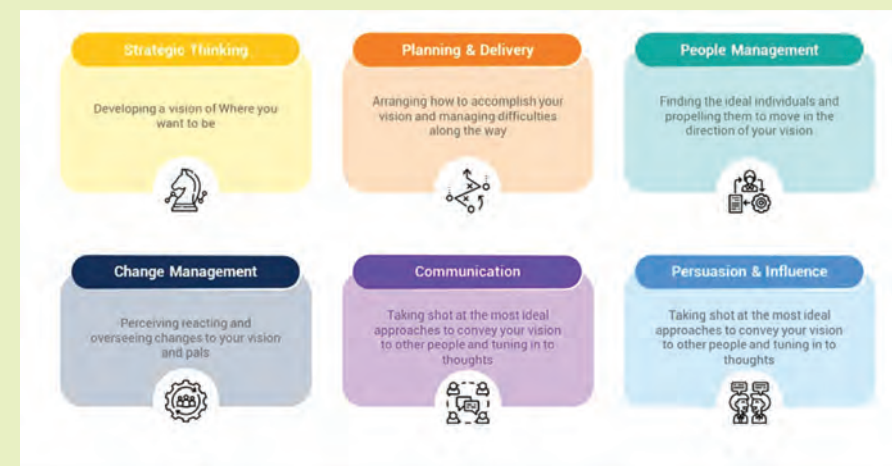 Strategic Thinking
Developing a vision of Where you
want to be
Planning & Delivery
Arranging how to accomplish your
vision and managing difficulties
along the way
People Management
Finding the ideal individuals and
propelling them to move in the
direction of your vision
Change Management
Perceiving reacting and
overseeing changes to your vision
and pals
Communication
Taking shot at the most ideal
approaches to convey your vision
to other people and tuning in to
thoughts
Persuasion & Influence
Taking shot at the most ideal
approaches to convey your vision
to other people and tuning in to
thoughts